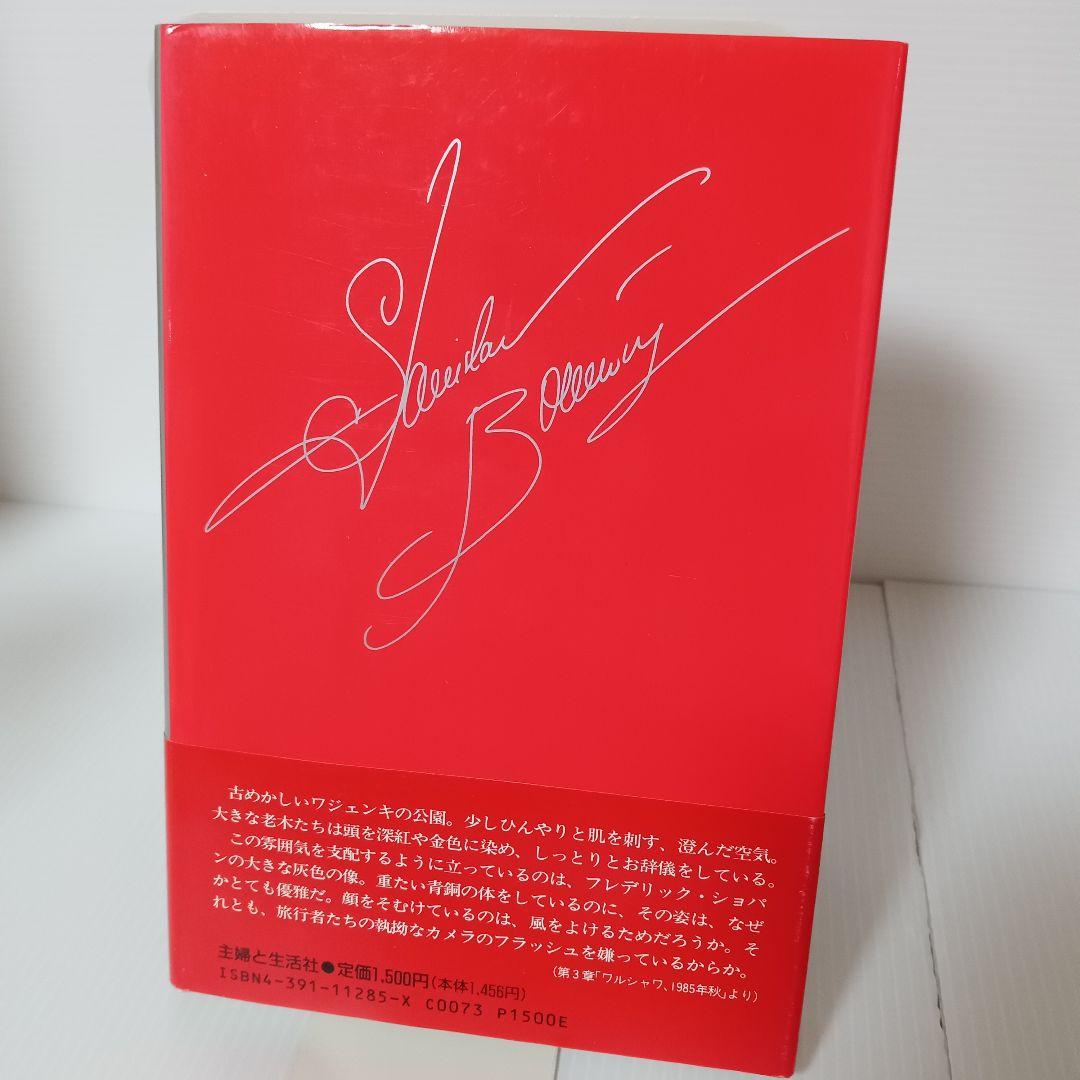 Stanislav
古めかしいワジェンキの公園。少しひんやりと肌を刺す、澄んだ空気。
大きな老木たちは頭を深紅や金色に染め、しっとりとお辞儀をしている。
この雰囲気を支配するように立っているのは、フレデリック・ショパ
ンの大きな灰色の像。重たい青銅の体をしているのに、その姿は、なぜ
かとても優雅だ。顔をそむけているのは、風をよけるためだろうか。そ
れとも、旅行者たちの執拗なカメラのフラッシュを嫌っているからか。
(第3章「ワルシャワ、1985年秋」より)
主婦と生活社●定価1,500円(本体1,456円)
ISBN4-391-11285-X C0073 P1500E